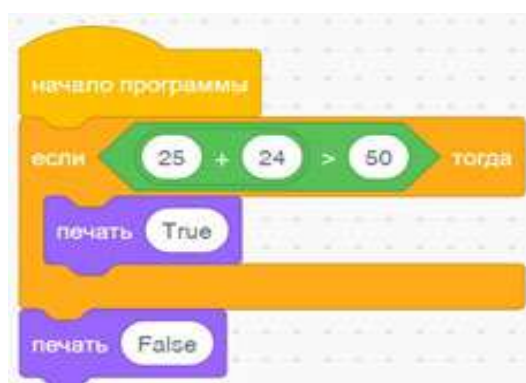 начало программы
если 25 + 24 > 50 тогда
печать True
печать False